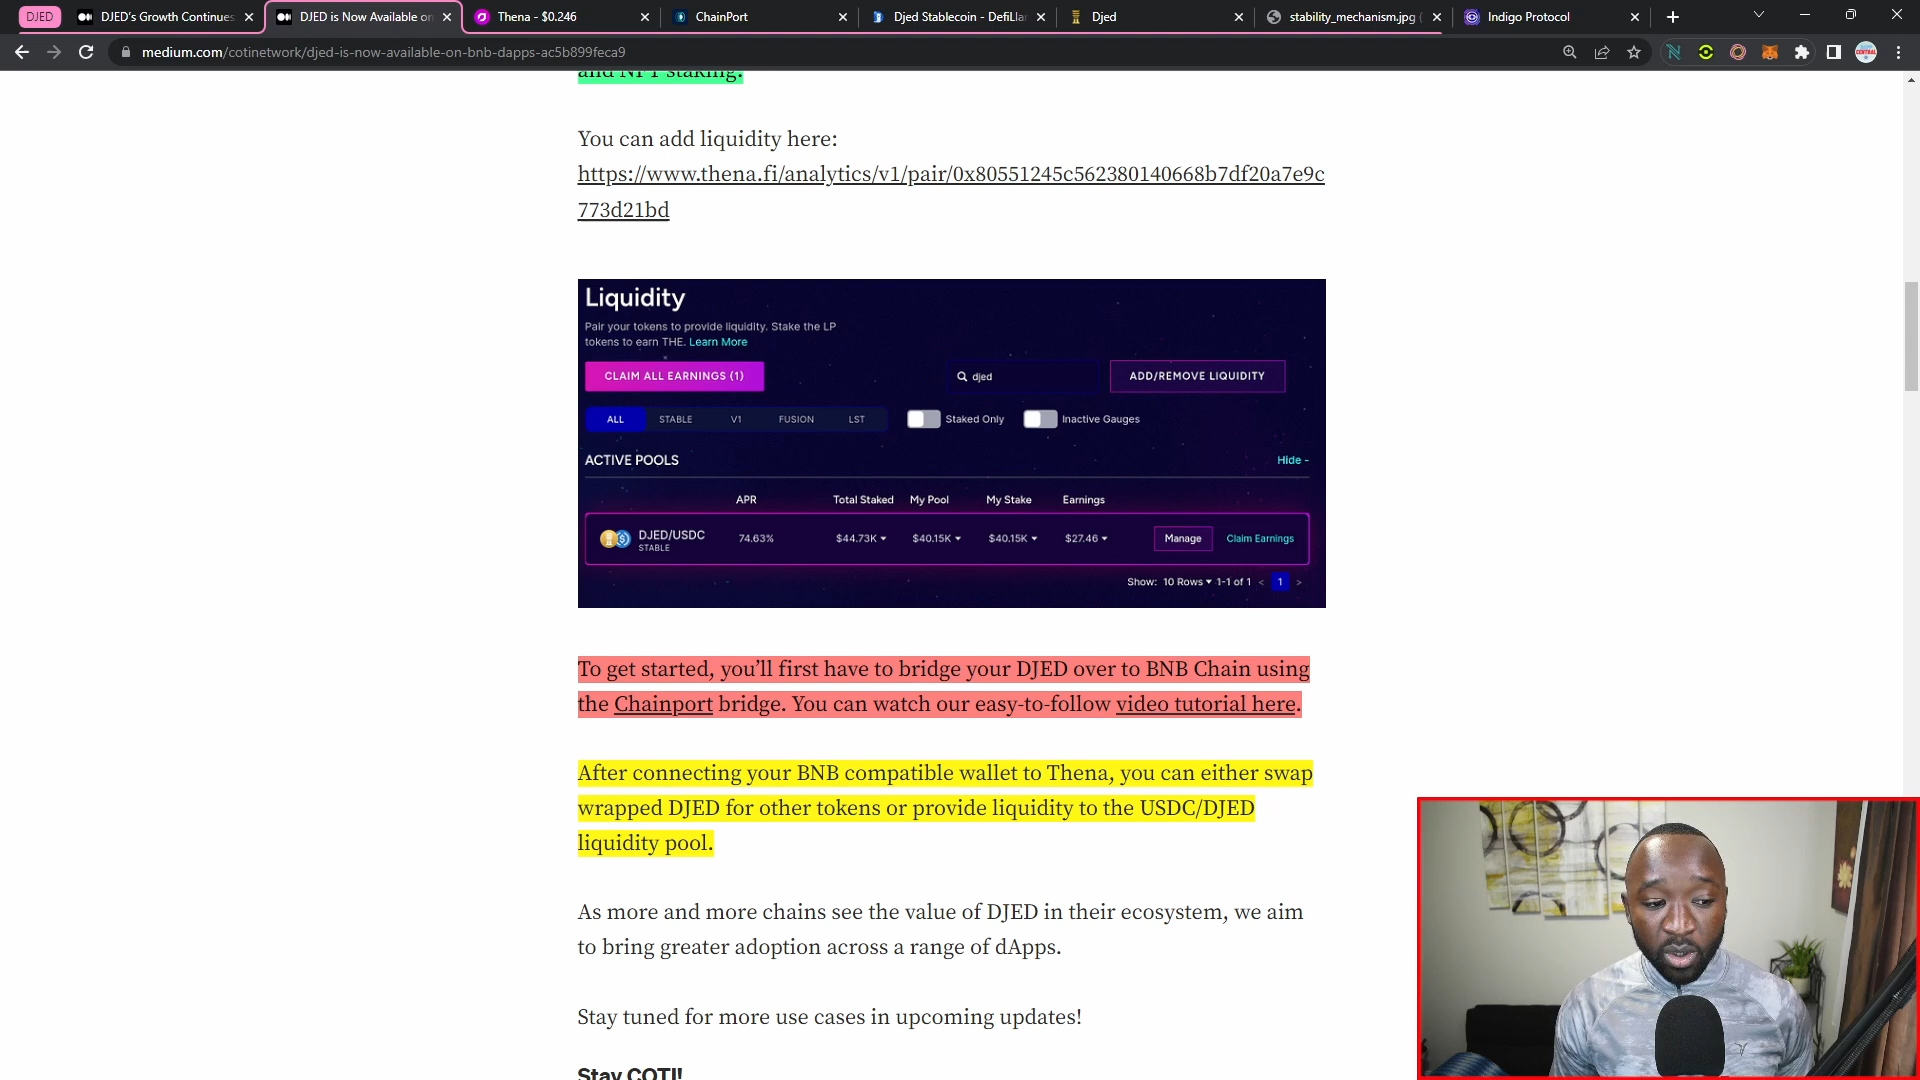 DJED
DJED's Growth Continues
DJED is Now Available on
Thena - $0.246
ChainPort
Djed Stablecoin - DefiLlam
Djed
stability_mechanism.jpg (
Indigo Protocol
medium.com/cotinetwork/djed-is-now-available-on-bnb-dapps-ac5b899feca9
and NFT staking.
You can add liquidity here:
https://www.thena.fi/analytics/v1/pair/0x80551245c562380140668b7df20a7e9c
773d21bd
Liquidity
Pair your tokens to provide liquidity. Stake the LP
tokens to earn THE. Learn More
CLAIM ALL EARNINGS (1)
djed
ADD/REMOVE LIQUIDITY
ALL STABLE V1 FUSION LST
Staked Only
Inactive Gauges
ACTIVE POOLS
Hide -
APR Total Staked My Pool My Stake Earnings
DJED/USDC
STABLE
74.63% $44.73K $40.15K $40.15K $27.46 Manage Claim Earnings
Show: 10 Rows 1-1 of 1 < 1 >
To get started, you’ll first have to bridge your DJED over to BNB Chain using
the Chainport bridge. You can watch our easy-to-follow video tutorial here.
After connecting your BNB compatible wallet to Thena, you can either swap
wrapped DJED for other tokens or provide liquidity to the USDC/DJED
liquidity pool.
As more and more chains see the value of DJED in their ecosystem, we aim
to bring greater adoption across a range of dApps.
Stay tuned for more use cases in upcoming updates!
Stay COTI!